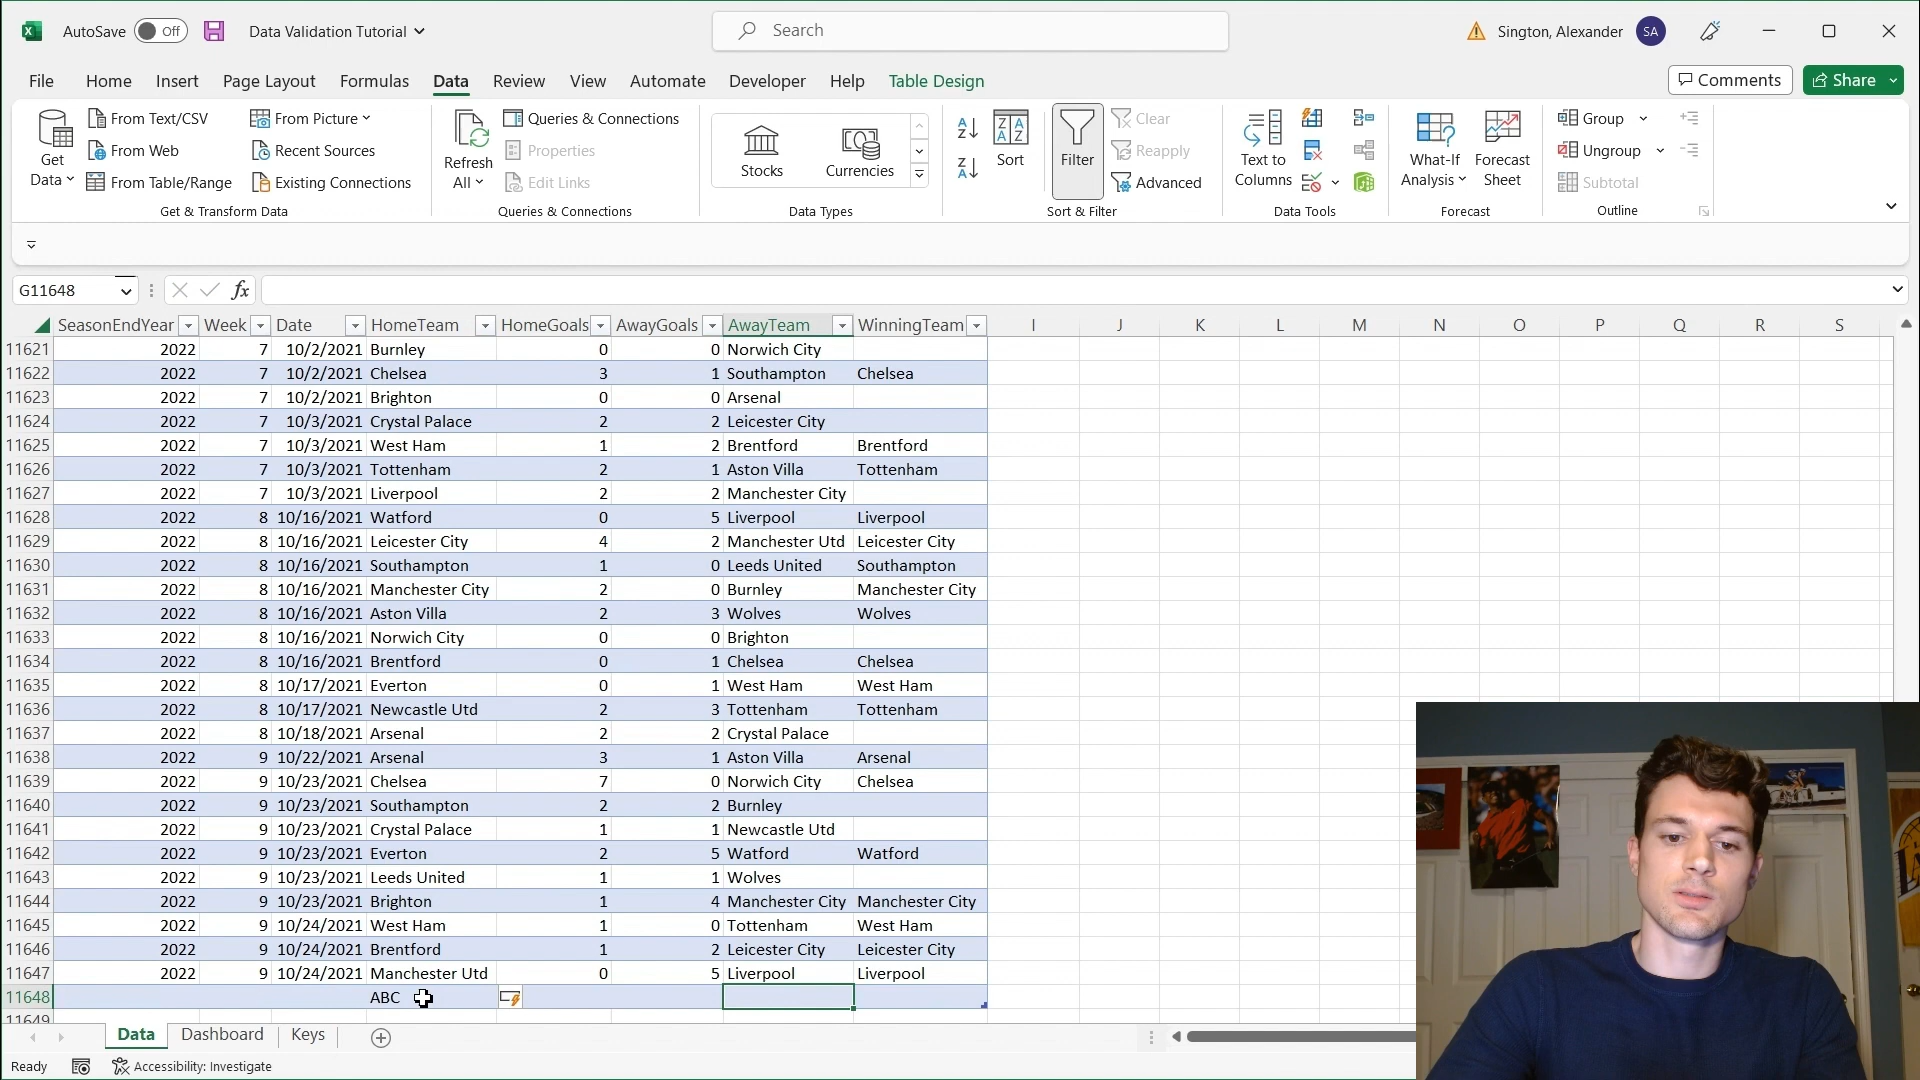 AutoSave Off Data Validation Tutorial Search Sington, Alexander SA
File Home Insert Page Layout Formulas Data Review View Automate Developer Help Table Design Comments Share
Get Data From Text/CSV From Picture Refresh All Queries & Connections Stocks Currencies Sort Filter Clear Text to Columns What-If Analysis Forecast Sheet Group
From Web Recent Sources Properties Reapply Ungroup
From Table/Range Existing Connections Edit Links Advanced Subtotal
Get & Transform Data Queries & Connections Data Types Sort & Filter Data Tools Forecast Outline
G11648 fx
SeasonEndYear Week Date HomeTeam HomeGoals AwayGoals AwayTeam WinningTeam I J K L M N O P Q R S
11621 2022 7 10/2/2021 Burnley 0 0 Norwich City
11622 2022 7 10/2/2021 Chelsea 3 1 Southampton Chelsea
11623 2022 7 10/2/2021 Brighton 0 0 Arsenal
11624 2022 7 10/3/2021 Crystal Palace 2 2 Leicester City
11625 2022 7 10/3/2021 West Ham 1 2 Brentford Brentford
11626 2022 7 10/3/2021 Tottenham 2 1 Aston Villa Tottenham
11627 2022 7 10/3/2021 Liverpool 2 2 Manchester City
11628 2022 8 10/16/2021 Watford 0 5 Liverpool Liverpool
11629 2022 8 10/16/2021 Leicester City 4 2 Manchester Utd Leicester City
11630 2022 8 10/16/2021 Southampton 1 0 Leeds United Southampton
11631 2022 8 10/16/2021 Manchester City 2 0 Burnley Manchester City
11632 2022 8 10/16/2021 Aston Villa 2 3 Wolves Wolves
11633 2022 8 10/16/2021 Norwich City 0 0 Brighton
11634 2022 8 10/16/2021 Brentford 0 1 Chelsea Chelsea
11635 2022 8 10/17/2021 Everton 0 1 West Ham West Ham
11636 2022 8 10/17/2021 Newcastle Utd 2 3 Tottenham Tottenham
11637 2022 8 10/18/2021 Arsenal 2 2 Crystal Palace
11638 2022 9 10/22/2021 Arsenal 3 1 Aston Villa Arsenal
11639 2022 9 10/23/2021 Chelsea 7 0 Norwich City Chelsea
11640 2022 9 10/23/2021 Southampton 2 2 Burnley
11641 2022 9 10/23/2021 Crystal Palace 1 1 Newcastle Utd
11642 2022 9 10/23/2021 Everton 2 5 Watford Watford
11643 2022 9 10/23/2021 Leeds United 1 1 Wolves
11644 2022 9 10/23/2021 Brighton 1 4 Manchester City Manchester City
11645 2022 9 10/24/2021 West Ham 1 0 Tottenham West Ham
11646 2022 9 10/24/2021 Brentford 1 2 Leicester City Leicester City
11647 2022 9 10/24/2021 Manchester Utd 0 5 Liverpool Liverpool
11648 ABC
11649
Data Dashboard Keys
Ready Accessibility: Investigate